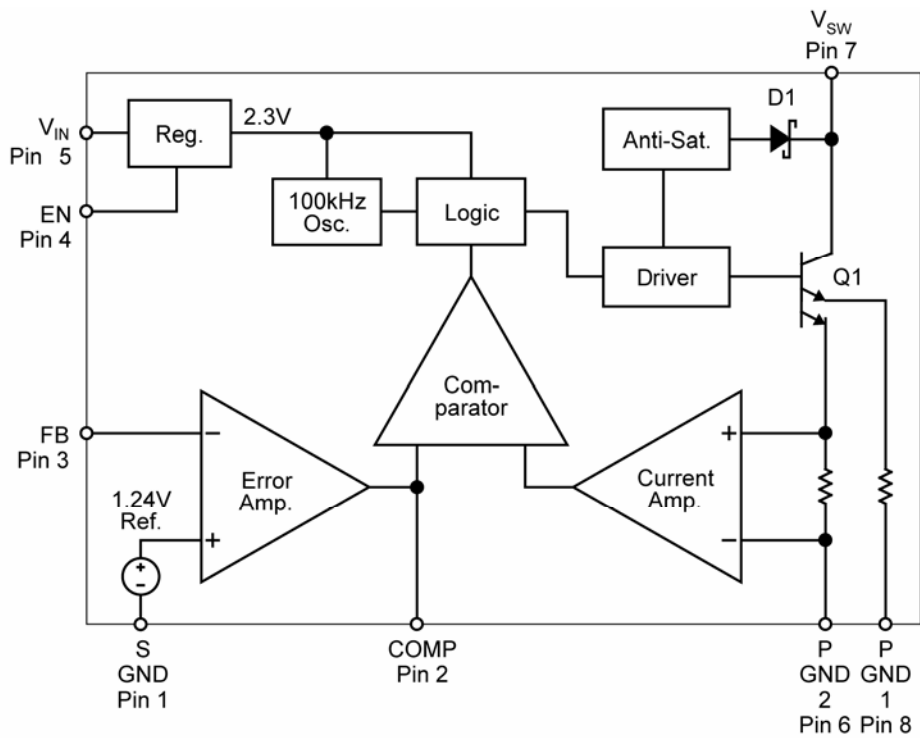 V_SW
Pin 7
D1
V_IN
Pin 5
Reg.
2.3V
Anti-Sat.
EN
Pin 4
100kHz
Osc.
Logic
Driver
Q1
Com-
parator
FB
Pin 3
−
+
Error
Amp.
Current
Amp.
+
−
1.24V
Ref.
+
−
S
GND
Pin 1
COMP
Pin 2
P
GND
2
Pin 6
P
GND
1
Pin 8